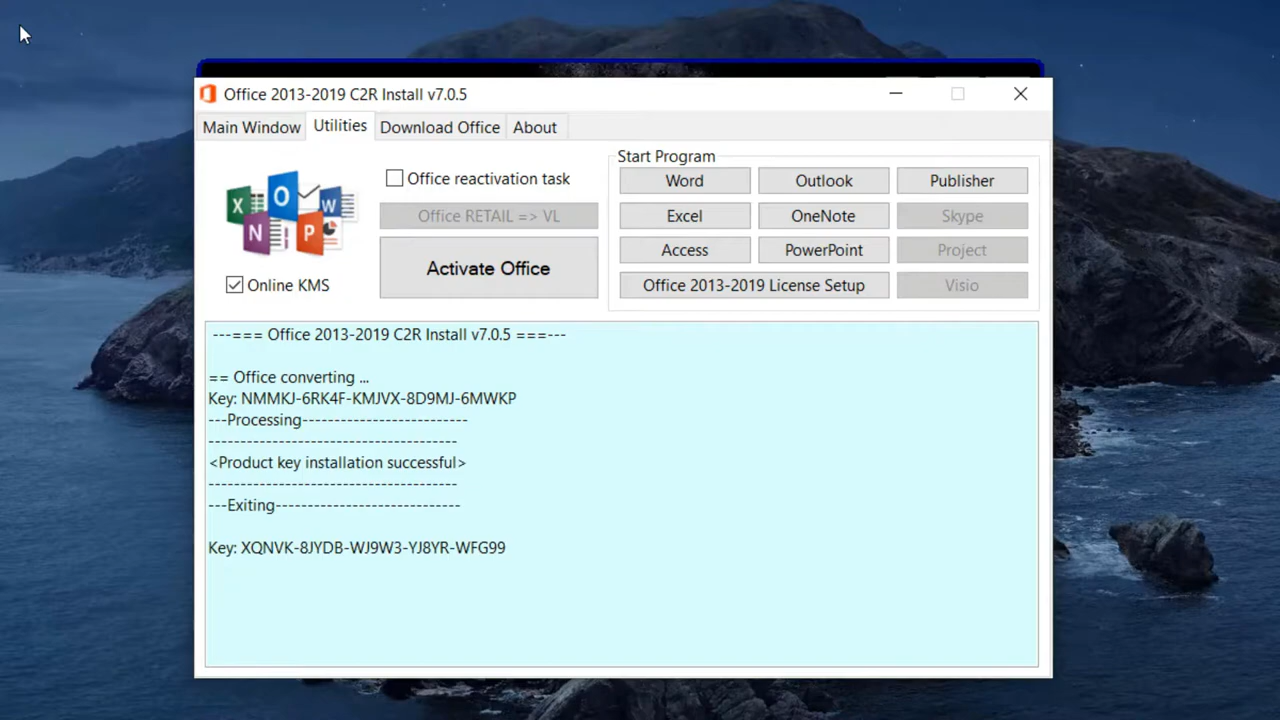 Office 2013-2019 C2R Install v7.0.5
Main Window Utilities Download Office About
Office reactivation task
Office RETAIL => VL
Activate Office
Online KMS
Start Program
Word Outlook Publisher
Excel OneNote Skype
Access PowerPoint Project
Office 2013-2019 License Setup Visio
---=== Office 2013-2019 C2R Install v7.0.5 ===---
== Office converting ...
Key: NMMKJ-6RK4F-KMJVX-8D9MJ-6MWKP
---Processing--------------------------
---------------------------------------
<Product key installation successful>
---------------------------------------
---Exiting-----------------------------
Key: XQNVK-8JYDB-WJ9W3-YJ8YR-WFG99